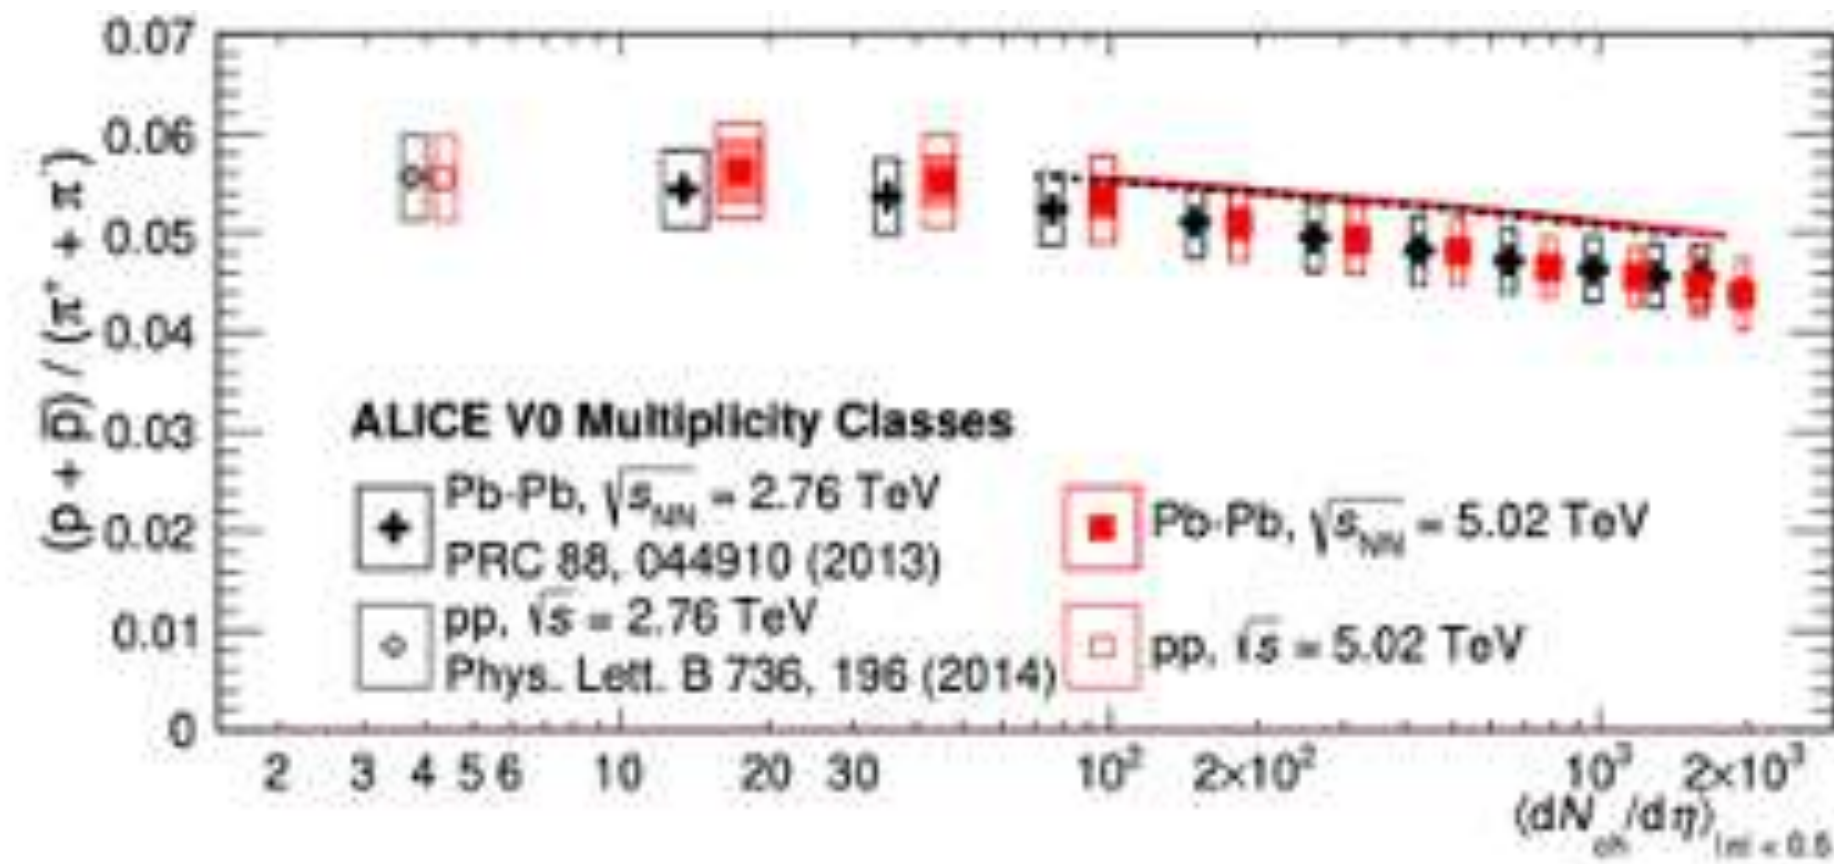 0.07
0.06
0.05
0.04
0.03
0.02
0.01
0
(p + p̅) / (π⁺ + π⁻)
ALICE V0 Multiplicity Classes
Pb-Pb, √s_NN = 2.76 TeV
PRC 88, 044910 (2013)
pp, √s = 2.76 TeV
Phys. Lett. B 736, 196 (2014)
Pb-Pb, √s_NN = 5.02 TeV
pp, √s = 5.02 TeV
2 3 4 5 6 10 20 30 10² 2×10² 10³ 2×10³
⟨dN_ch/dη⟩_|η| < 0.5